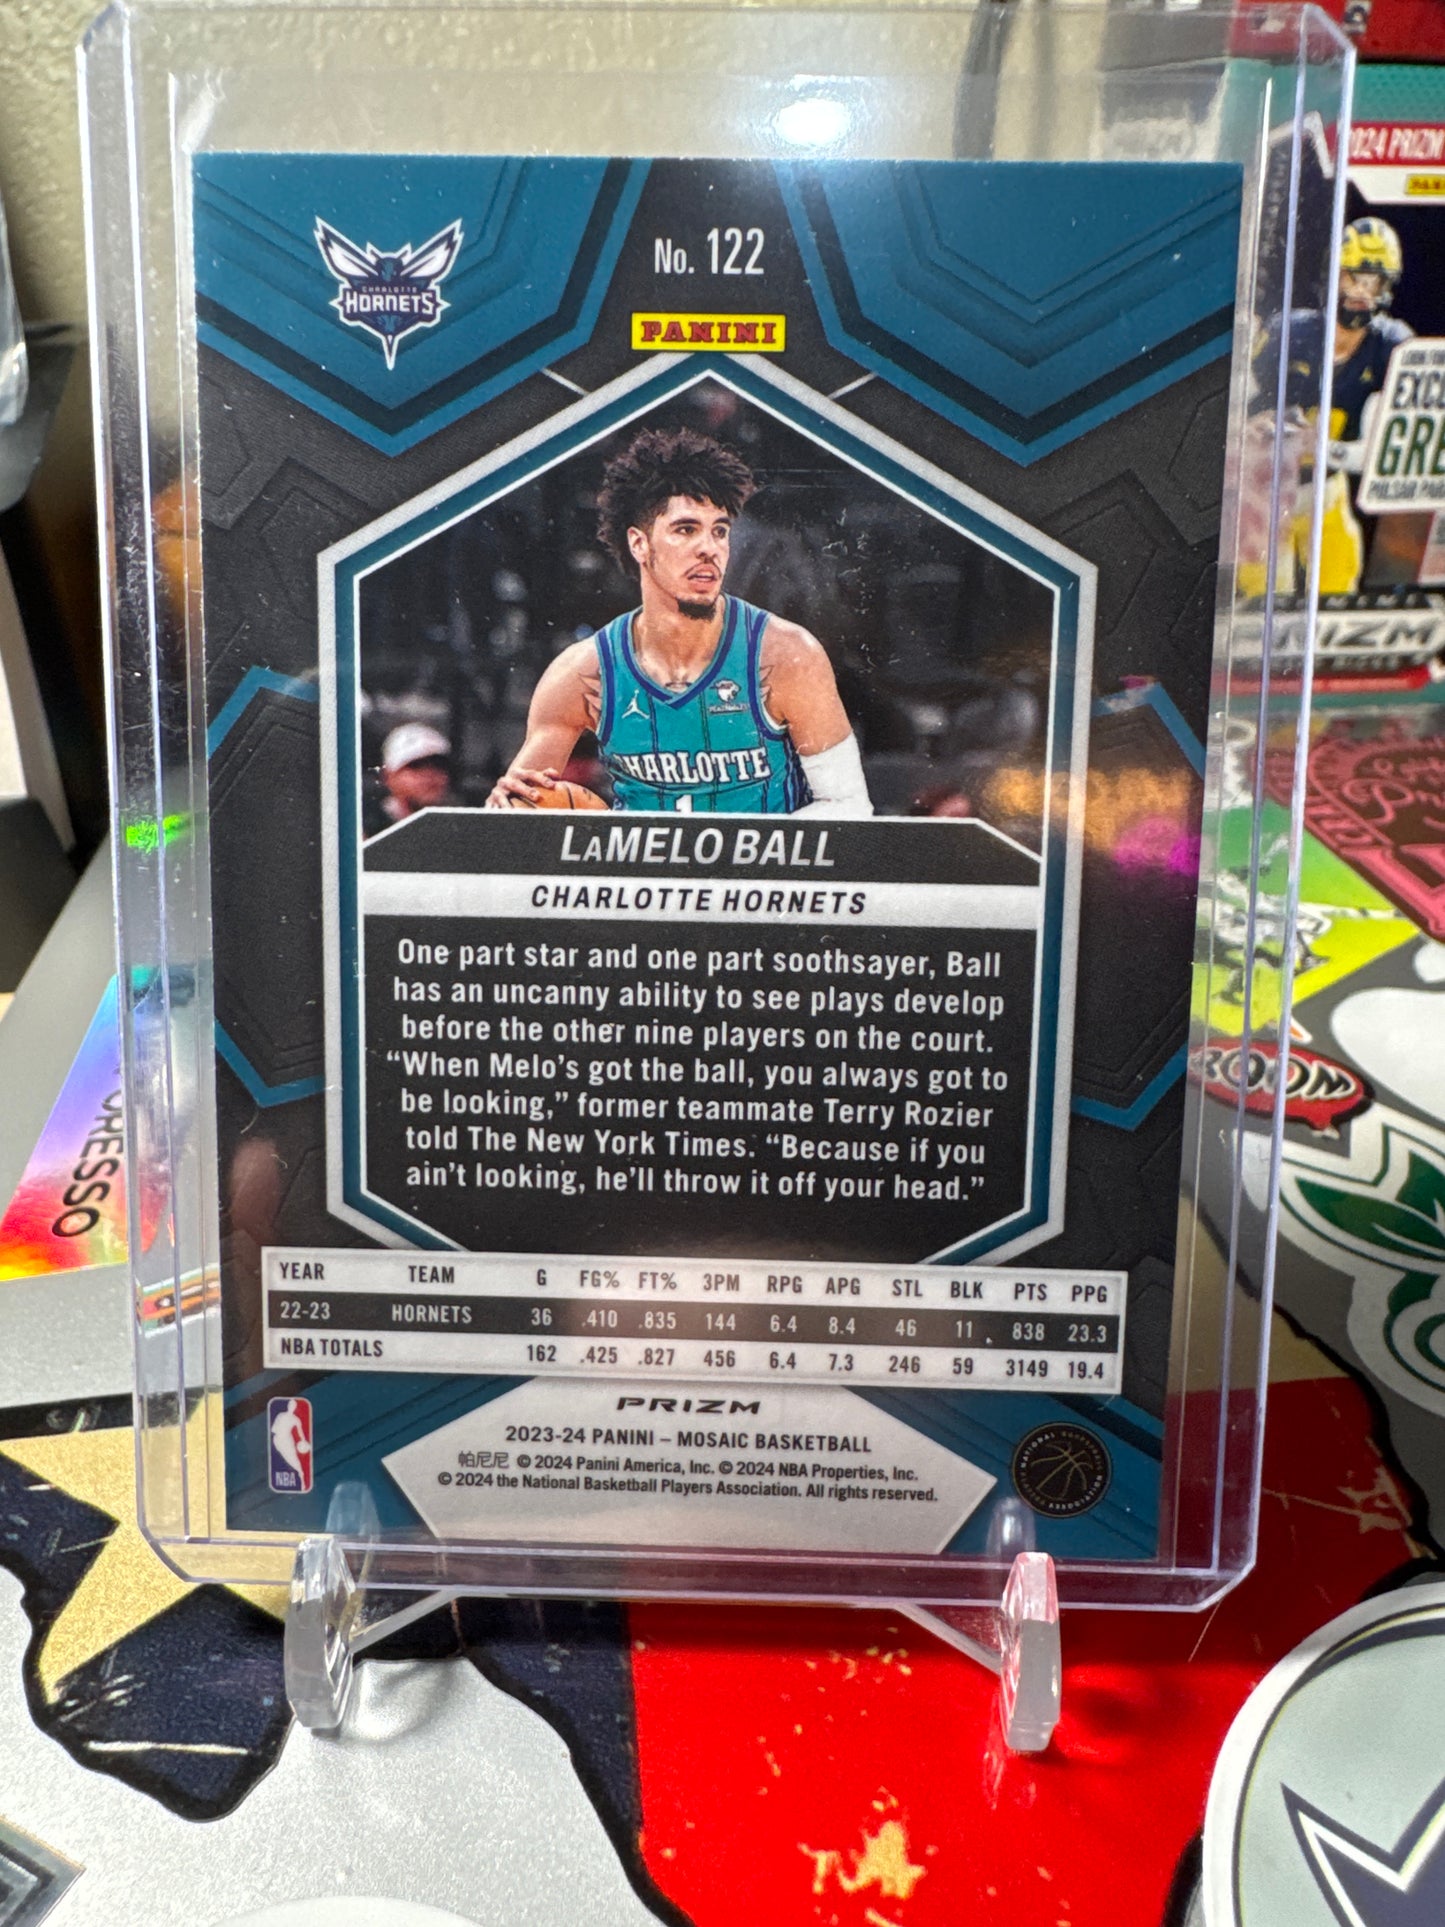 No. 122
PANINI
CHARLOTTE
HORNETS
CHARLOTTE
1
LaMELO BALL
CHARLOTTE HORNETS
One part star and one part soothsayer, Ball
has an uncanny ability to see plays develop
before the other nine players on the court.
“When Melo’s got the ball, you always got to
be looking,” former teammate Terry Rozier
told The New York Times. “Because if you
ain’t looking, he’ll throw it off your head.”
YEAR TEAM G FG% FT% 3PM RPG APG STL BLK PTS PPG
22-23 HORNETS 36 .410 .835 144 6.4 8.4 46 11 838 23.3
NBA TOTALS 162 .425 .827 456 6.4 7.3 246 59 3149 19.4
PRIZM
2023-24 PANINI – MOSAIC BASKETBALL
帕尼尼 © 2024 Panini America, Inc. © 2024 NBA Properties, Inc.
© 2024 the National Basketball Players Association. All rights reserved.
NBA
NATIONAL BASKETBALL
2024 PRIZM
EXC
GRE
RIZM
ROOM
ORESSO